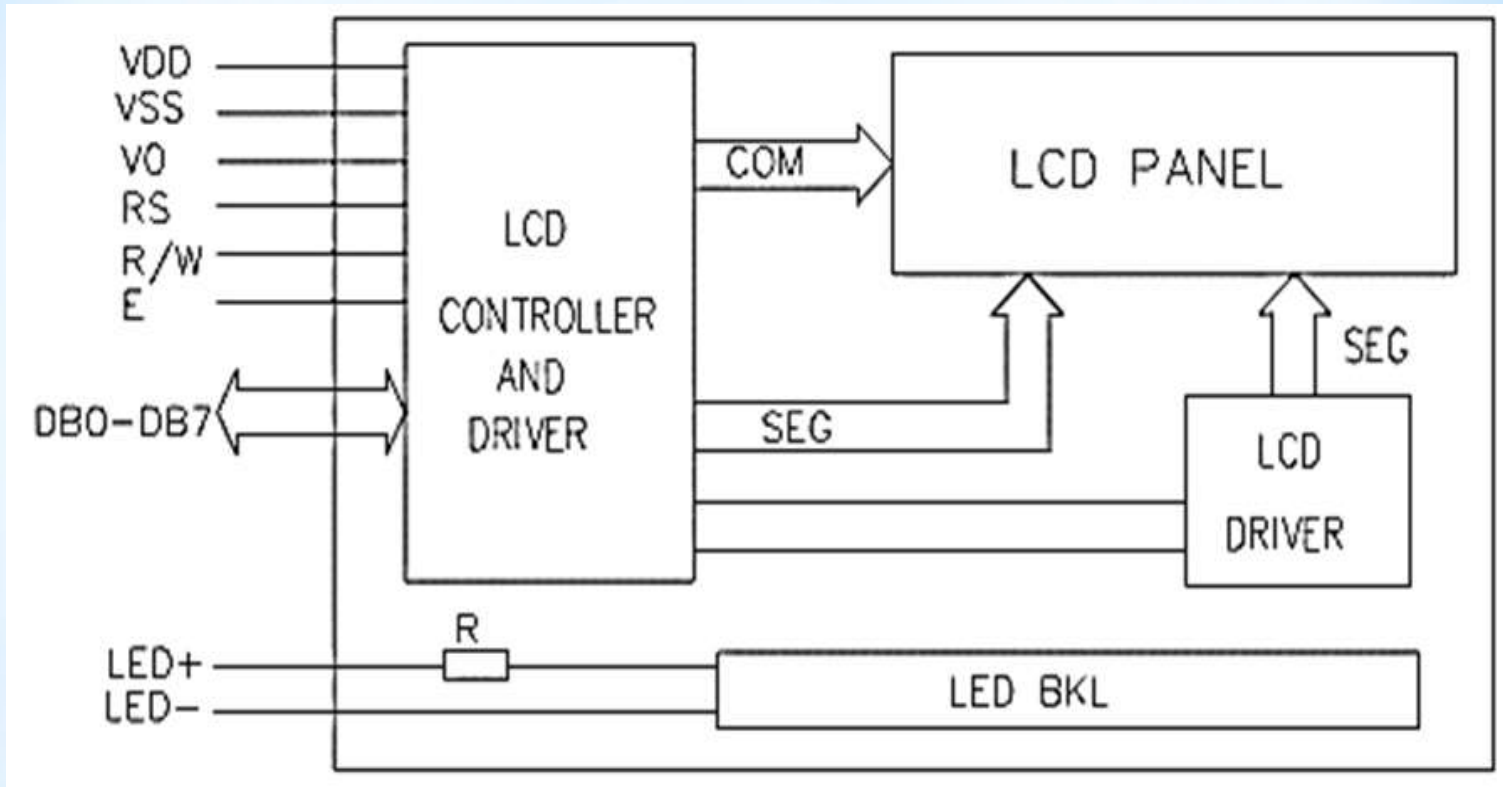 VDD
VSS
VO
RS
R/W
E
DB0-DB7
LCD
CONTROLLER
AND
DRIVER
COM
LCD PANEL
SEG
SEG
LCD
DRIVER
R
LED+
LED-
LED BKL